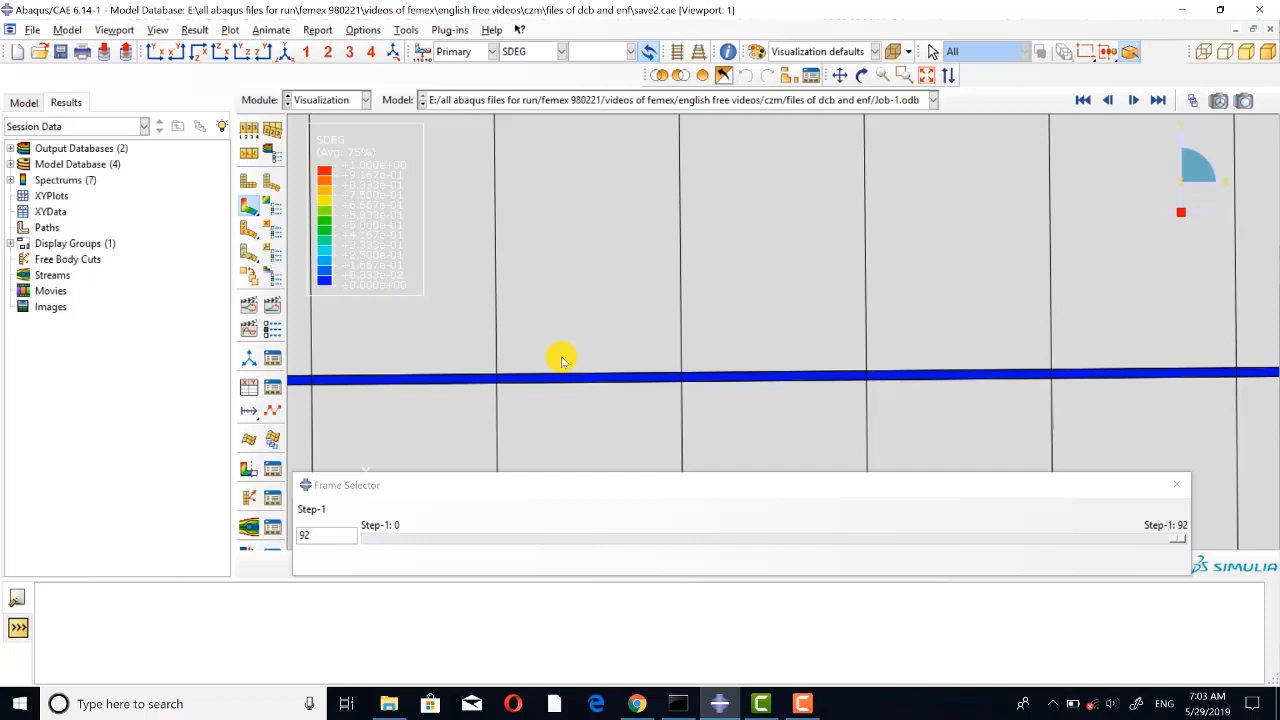 Abaqus/CAE 6.14-1 - Model Database: E:\all abaqus files for run\femex 980221\videos of femex\czm\files of dcb and enf\save2.cae [Viewport: 1]
File Model Viewport View Result Plot Animate Report Options Tools Plug-ins Help
1 2 3 4 Primary SDEG Visualization defaults All
Model Results Module: Visualization Model: E:/all abaqus files for run/femex 980221/videos of femex/english free videos/czm/files of dcb and enf/Job-1.odb
Session Data
Output Databases (2)
Model Database (4)
Spectrums (7)
XYPlots
XYData
Paths
Display Groups (1)
Free Body Cuts
Streams
Movies
Images
SDEG
(Avg: 75%)
+1.000e+00
+9.167e-01
+8.333e-01
+7.500e-01
+6.667e-01
+5.833e-01
+5.000e-01
+4.167e-01
+3.333e-01
+2.500e-01
+1.667e-01
+8.333e-02
+0.000e+00
Frame Selector
Step-1
Step-1: 0 Step-1: 92
92
SIMULIA
>>>
Type here to search
ENG
7:03 AM
5/29/2019